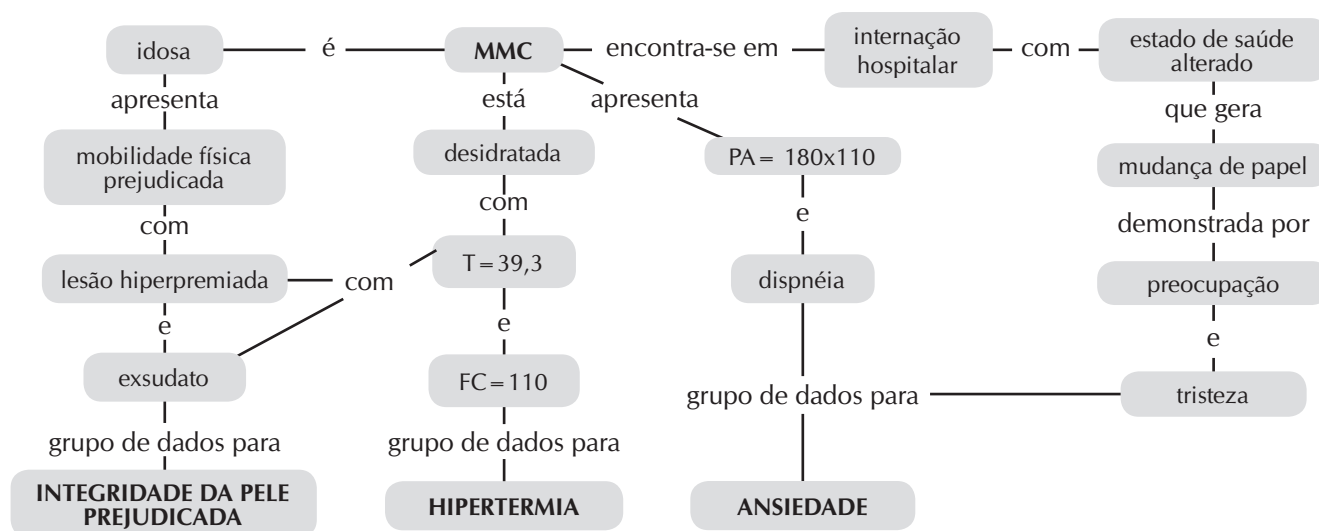 idosa
é
MMC
encontra-se em
internação
hospitalar
com
estado de saúde
alterado
apresenta
está
apresenta
que gera
mobilidade física
prejudicada
desidratada
PA= 180x110
mudança de papel
com
com
e
demonstrada por
lesão hiperpremiada
com
T=39,3
dispnéia
preocupação
e
e
e
exsudato
FC=110
grupo de dados para
tristeza
grupo de dados para
grupo de dados para
INTEGRIDADE DA PELE
PREJUDICADA
HIPERTERMIA
ANSIEDADE